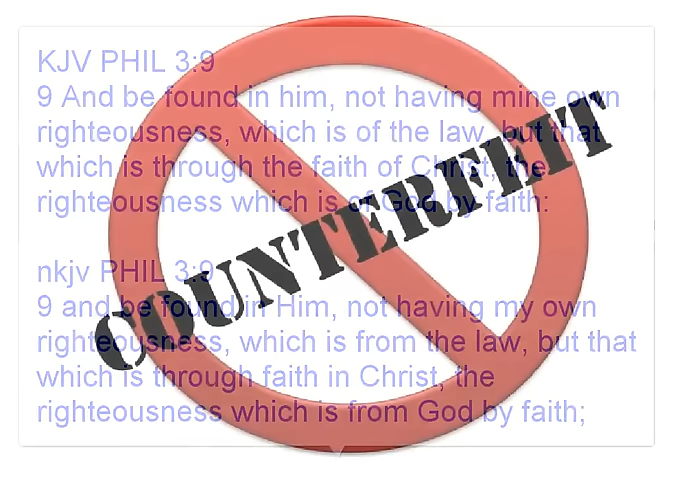 KJV PHIL 3:9
9 And be found in him, not having mine own
righteousness, which is of the law, but that
which is through the faith of Christ, the
righteousness which is of God by faith:
COUNTERFEIT
nkjv PHIL 3:9
9 and be found in Him, not having my own
righteousness, which is from the law, but that
which is through faith in Christ, the
righteousness which is from God by faith;